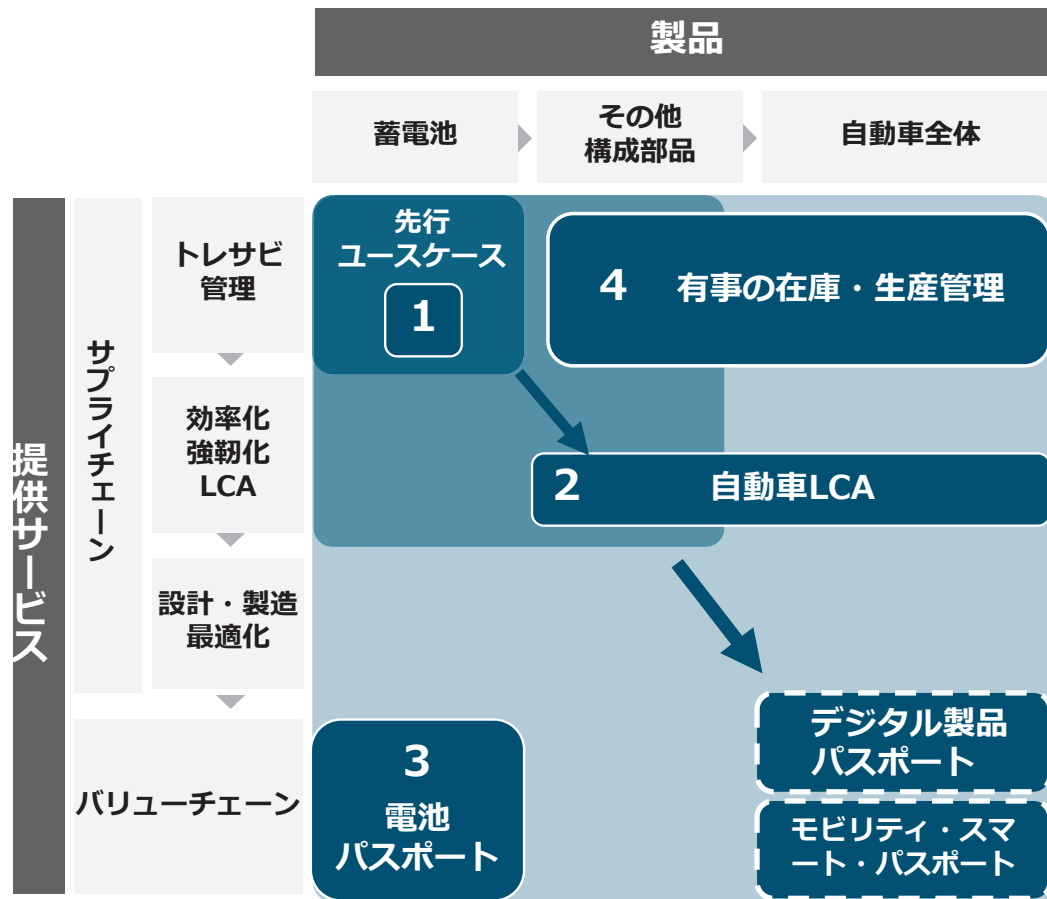 製品
蓄電池
その他
構成部品
自動車全体
提供サービス
サプライチェーン
トレサビ
管理
先行
ユースケース
1
4 有事の在庫・生産管理
効率化
強靭化
LCA
2 自動車LCA
設計・製造
最適化
バリューチェーン
3
電池
パスポート
デジタル製品
パスポート
モビリティ・スマ
ート・パスポート